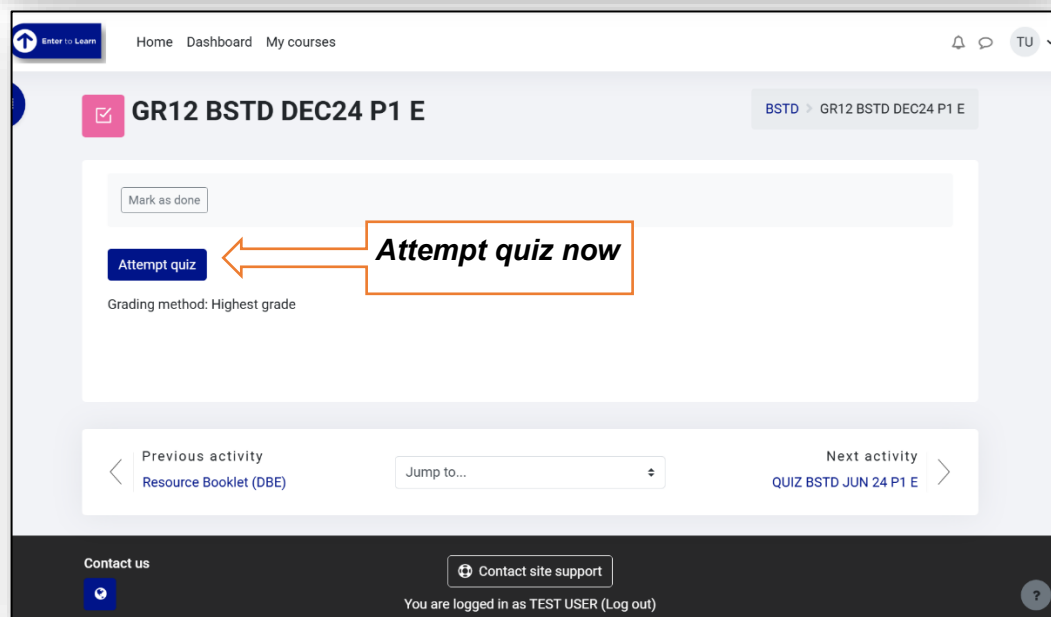 Enter to Learn
Home Dashboard My courses
TU
GR12 BSTD DEC24 P1 E
BSTD > GR12 BSTD DEC24 P1 E
Mark as done
Attempt quiz
Attempt quiz now
Grading method: Highest grade
Previous activity
Resource Booklet (DBE)
Jump to...
Next activity
QUIZ BSTD JUN 24 P1 E
Contact us
Contact site support
You are logged in as TEST USER (Log out)
?